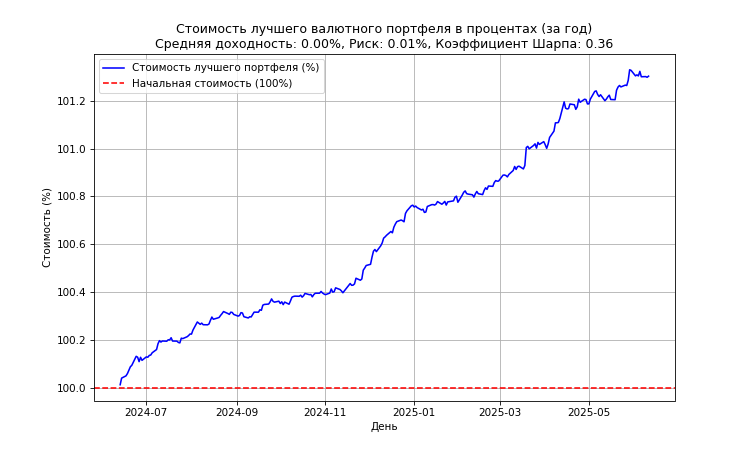 Стоимость лучшего валютного портфеля в процентах (за год)
Средняя доходность: 0.00%, Риск: 0.01%, Коэффициент Шарпа: 0.36
Стоимость лучшего портфеля (%)
Начальная стоимость (100%)
Стоимость (%)
101.2
101.0
100.8
100.6
100.4
100.2
100.0
2024-07
2024-09
2024-11
2025-01
2025-03
2025-05
День